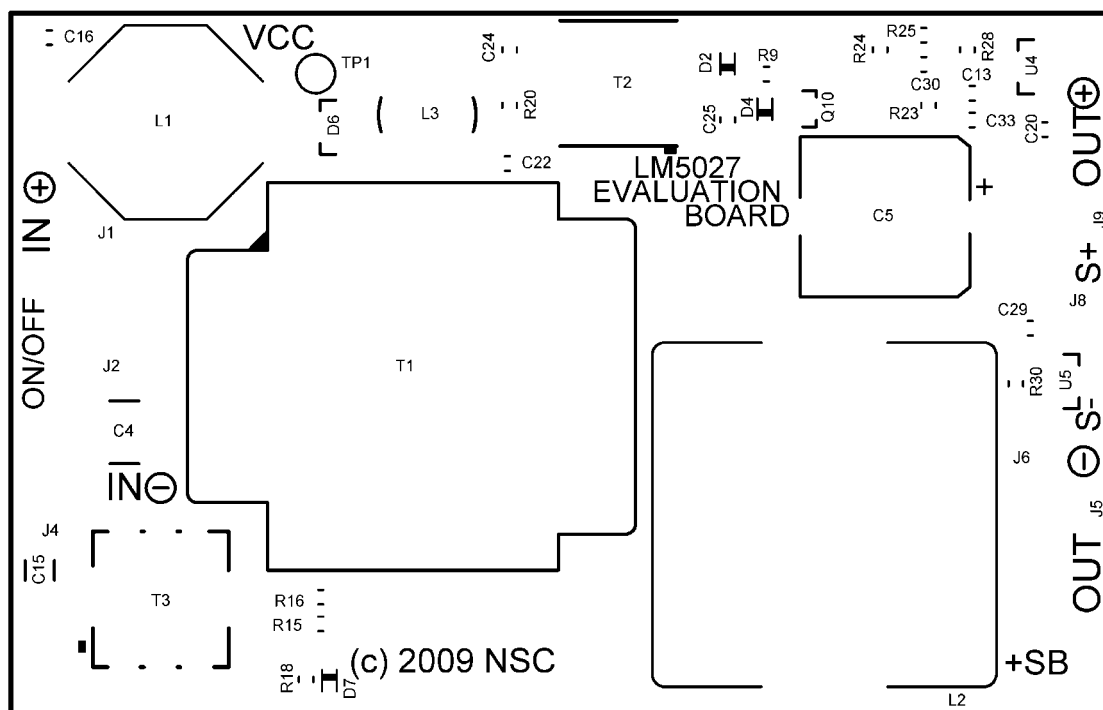 C16
VCC
TP1
L1
D6
L3
C24
R20
C22
T2
D2
R9
D4
C25
Q10
R24
R25
R28
U4
C30
C13
R23
C33
C20
OUT+
LM5027
EVALUATION
BOARD
C5
+
IN +
J1
J9
S+
J8
C29
ON/OFF
J2
T1
R30
U5
S-
C4
IN-
J6
-
J5
J4
C15
T3
OUT
R16
R15
R18
D7
(c) 2009 NSC
+SB
L2